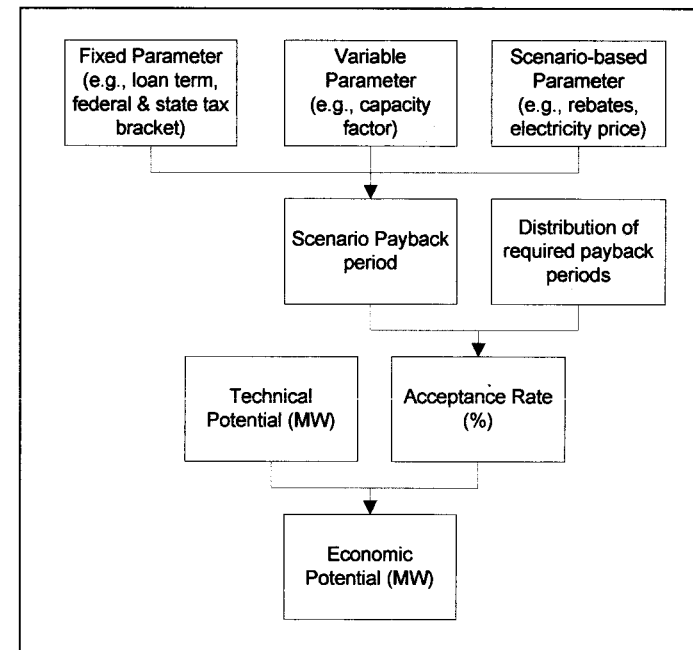 Fixed Parameter
(e.g., loan term,
federal & state tax
bracket)
Variable
Parameter
(e.g., capacity
factor)
Scenario-based
Parameter
(e.g., rebates,
electricity price)
Scenario Payback
period
Distribution of
required payback
periods
Technical
Potential (MW)
Acceptance Rate
(%)
Economic
Potential (MW)